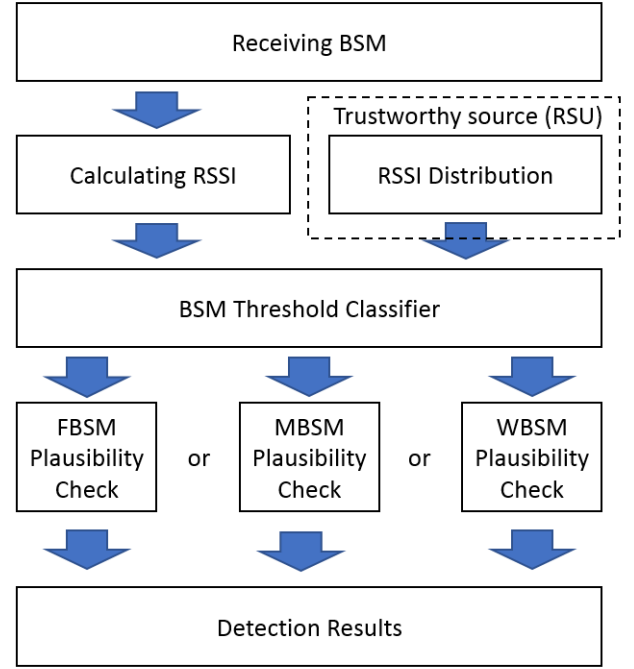 Receiving BSM
Trustworthy source (RSU)
Calculating RSSI
RSSI Distribution
BSM Threshold Classifier
FBSM
Plausibility
Check
or
MBSM
Plausibility
Check
or
WBSM
Plausibility
Check
Detection Results